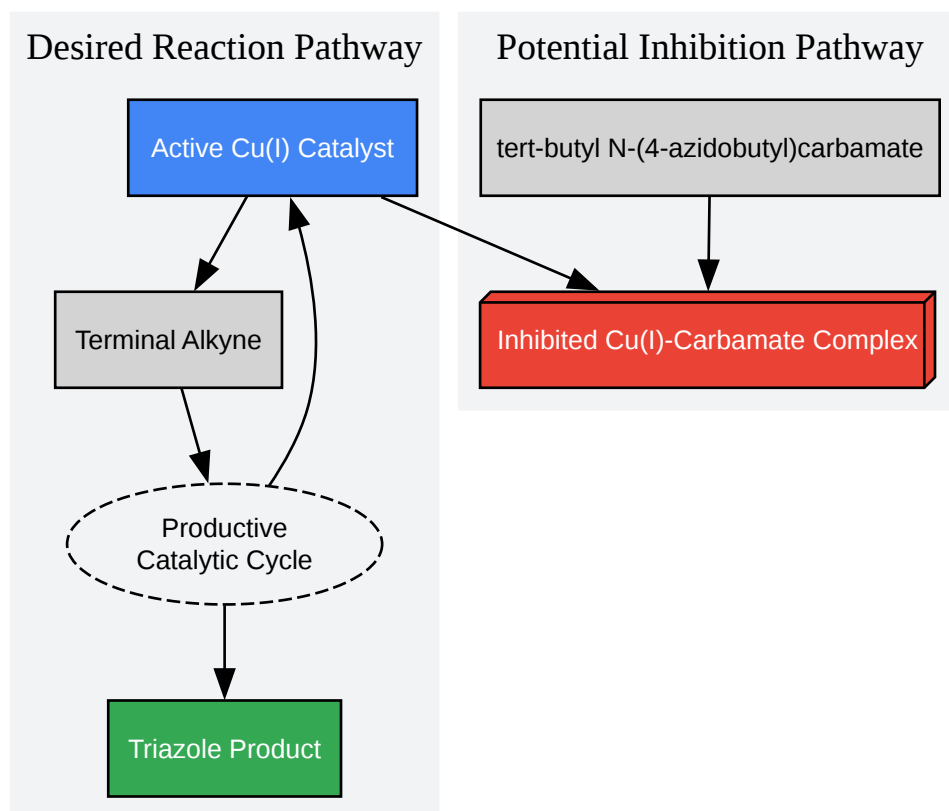 Desired Reaction Pathway
Active Cu(I) Catalyst
Terminal Alkyne
Productive
Catalytic Cycle
Triazole Product
Potential Inhibition Pathway
tert-butyl N-(4-azidobutyl)carbamate
Inhibited Cu(I)-Carbamate Complex